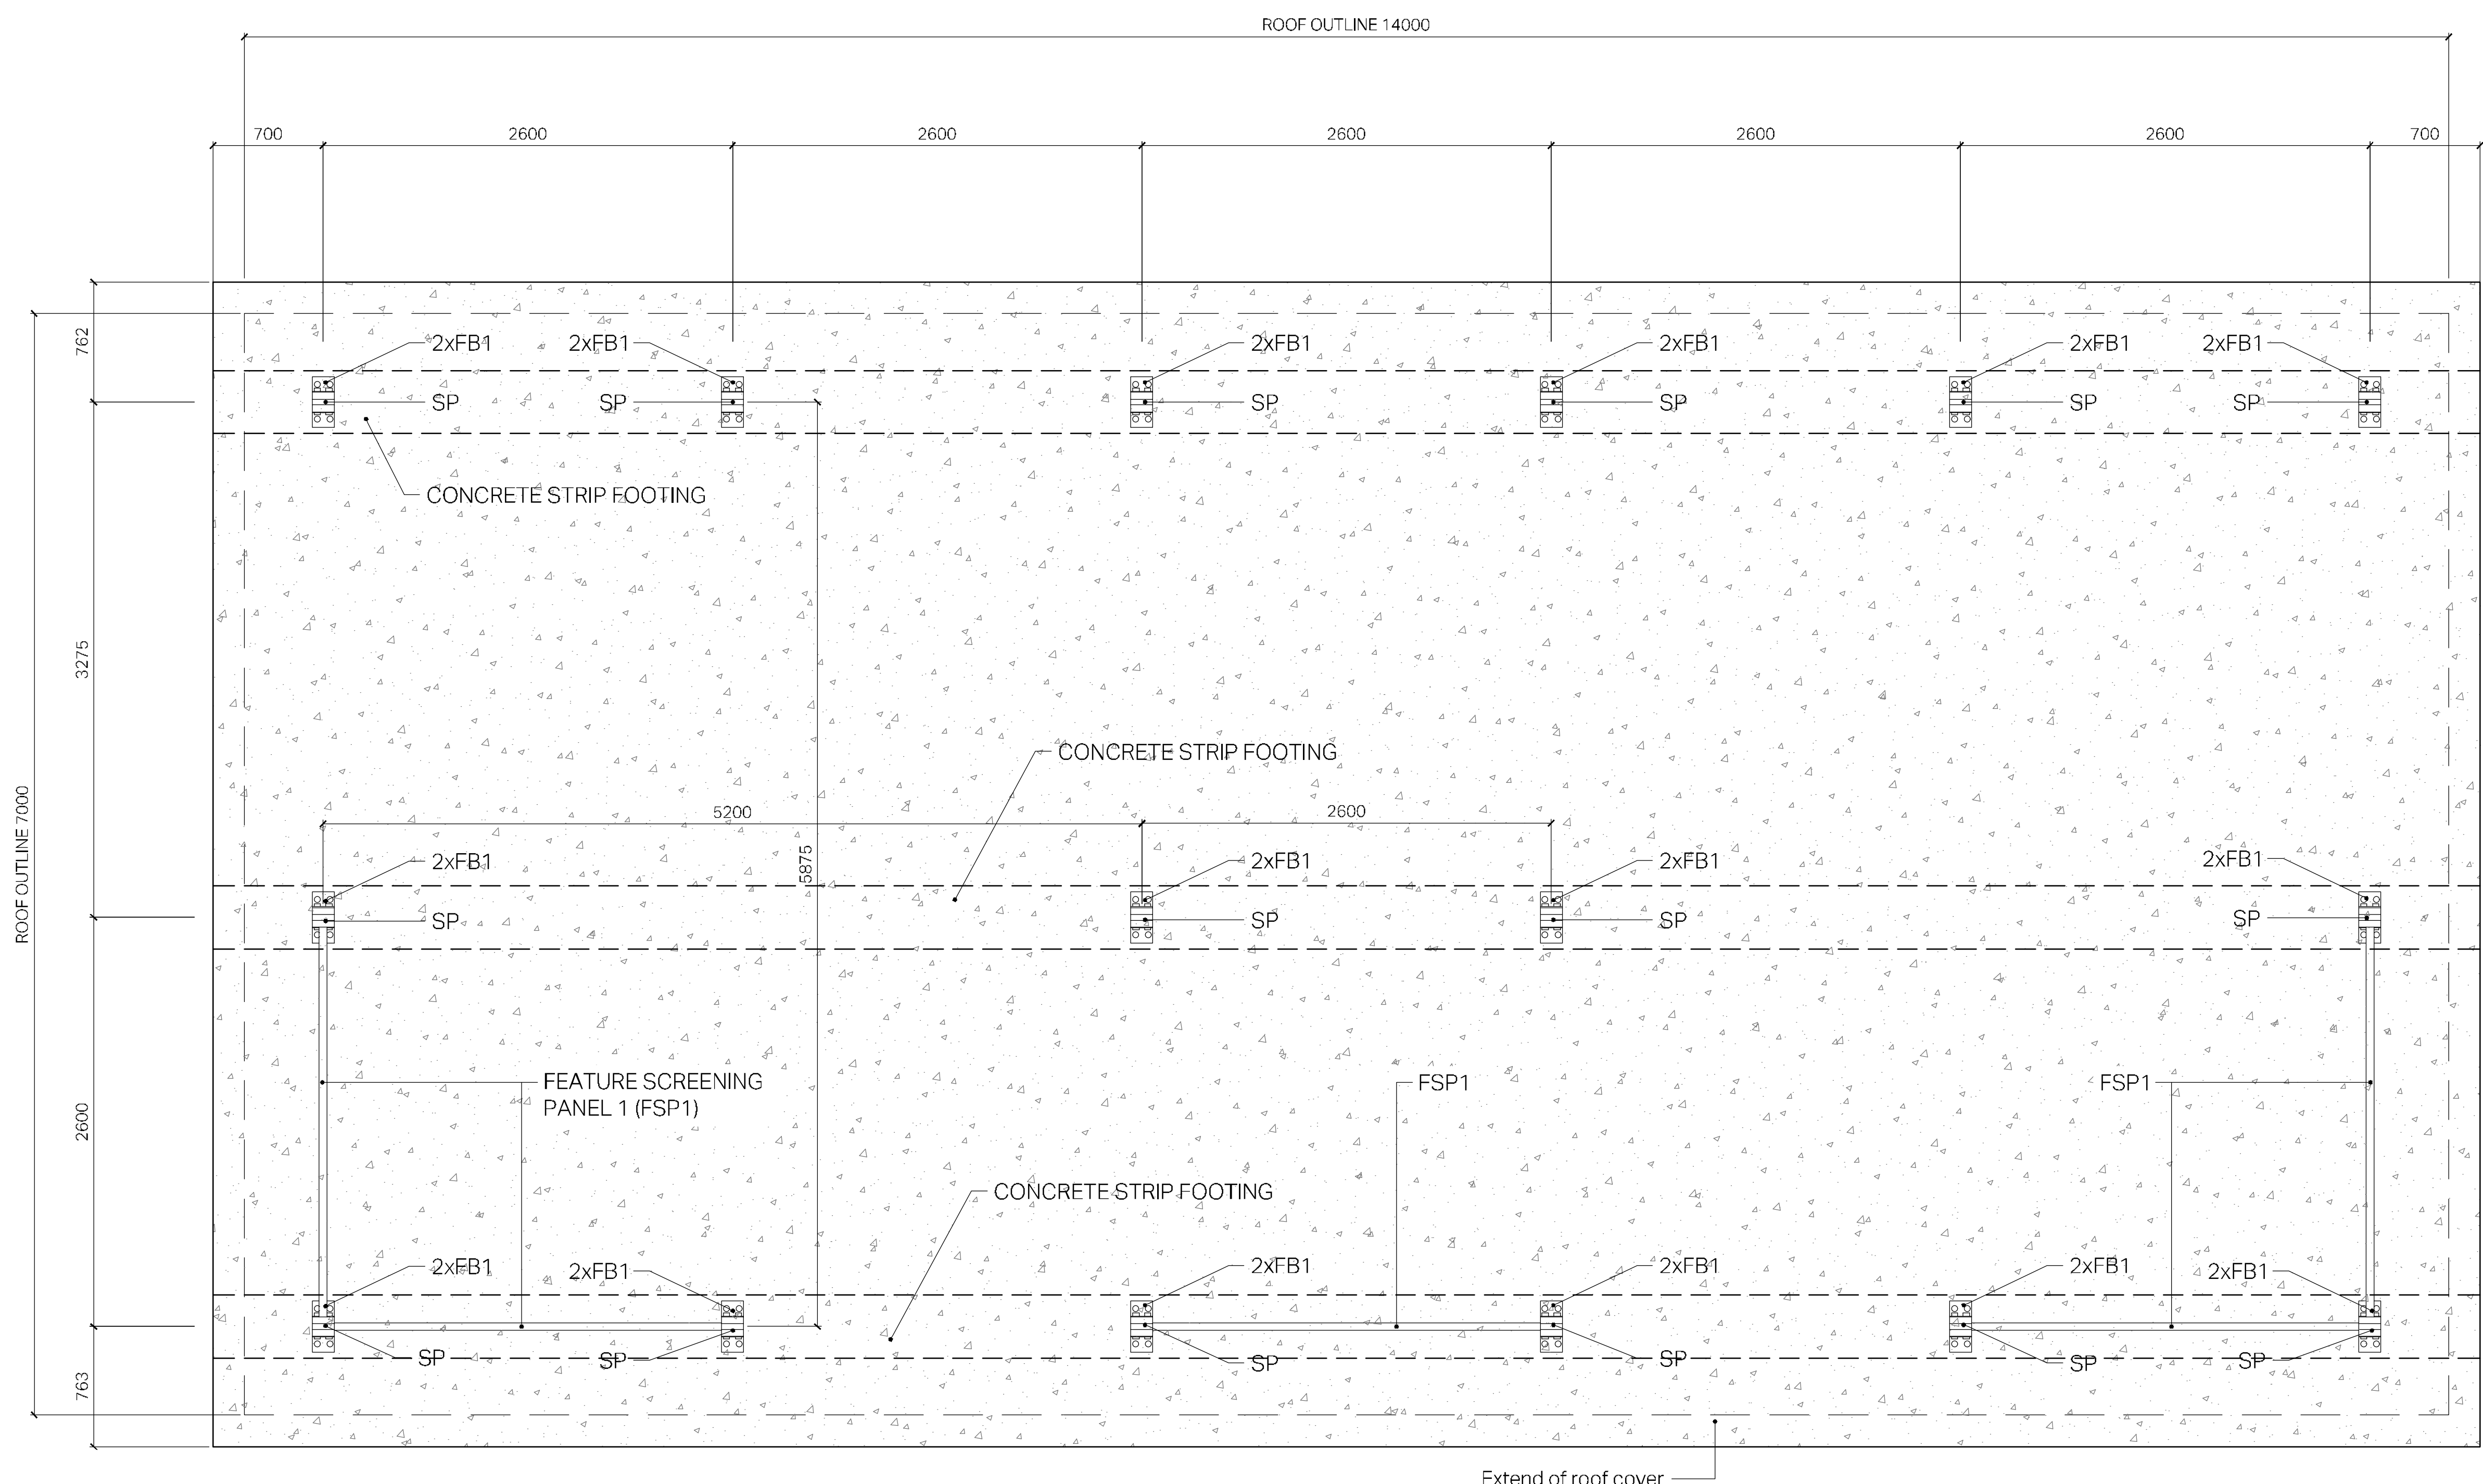 ROOF OUTLINE 14000
700
2600
2600
2600
2600
2600
700
762
2xFB1
2xFB1
2xFB1
2xFB1
2xFB1
2xFB1
SP
SP
SP
SP
SP
SP
CONCRETE STRIP FOOTING
3275
CONCRETE STRIP FOOTING
ROOF OUTLINE 7000
5200
2600
5875
2xFB1
2xFB1
2xFB1
2xFB1
SP
SP
SP
SP
2600
FEATURE SCREENING
PANEL 1 (FSP1)
FSP1
FSP1
CONCRETE STRIP FOOTING
2xFB1
2xFB1
2xFB1
2xFB1
2xFB1
2xFB1
SP
SP
SP
SP
SP
SP
763
Extend of roof cover